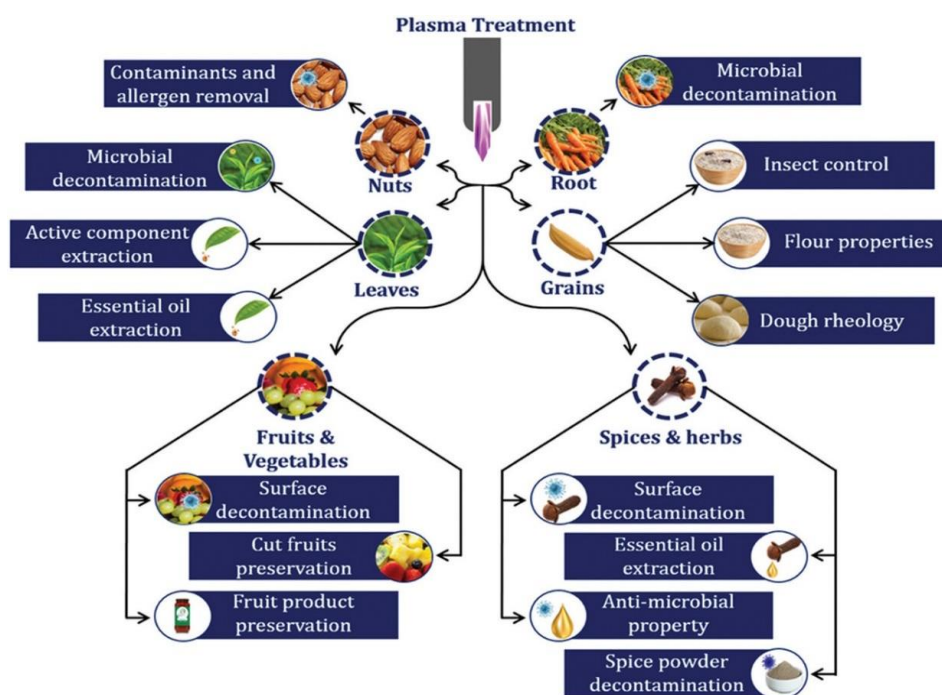 Plasma Treatment
Contaminants and
allergen removal
Microbial
decontamination
Nuts
Root
Microbial
decontamination
Insect control
Active component
extraction
Flour properties
Leaves
Grains
Essential oil
extraction
Dough rheology
Fruits &
Vegetables
Spices & herbs
Surface
decontamination
Cut fruits
preservation
Fruit product
preservation
Surface
decontamination
Essential oil
extraction
Anti-microbial
property
Spice powder
decontamination